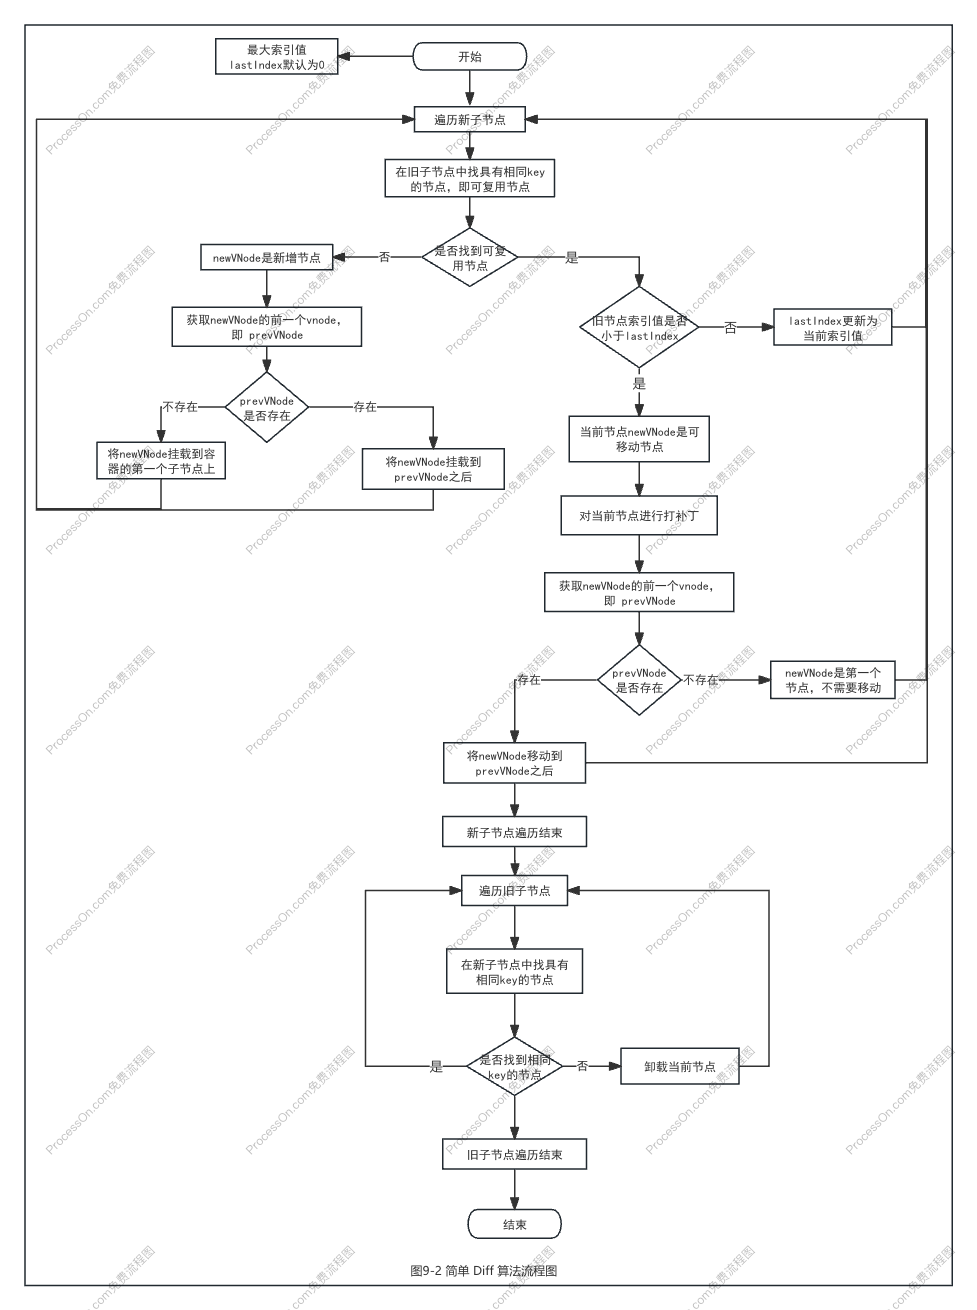 最大索引值
lastIndex默认为0
开始
遍历新子节点
在旧子节点中找具有相同key
的节点，即可复用节点
是否找到可复
用节点
否
是
newVNode是新增节点
获取newVNode的前一个vnode，
即 prevVNode
prevVNode
是否存在
不存在
存在
将newVNode挂载到容
器的第一个子节点上
将newVNode挂载到
prevVNode之后
旧节点索引值是否
小于lastIndex
否
lastIndex更新为
当前索引值
是
当前节点newVNode是可
移动节点
对当前节点进行打补丁
获取newVNode的前一个vnode，
即 prevVNode
prevVNode
是否存在
存在
不存在
newVNode是第一个
节点，不需要移动
将newVNode移动到
prevVNode之后
新子节点遍历结束
遍历旧子节点
在新子节点中找具有
相同key的节点
是否找到相同
key的节点
是
否
卸载当前节点
旧子节点遍历结束
结束
图9-2 简单 Diff 算法流程图
ProcessOn.com免费流程图